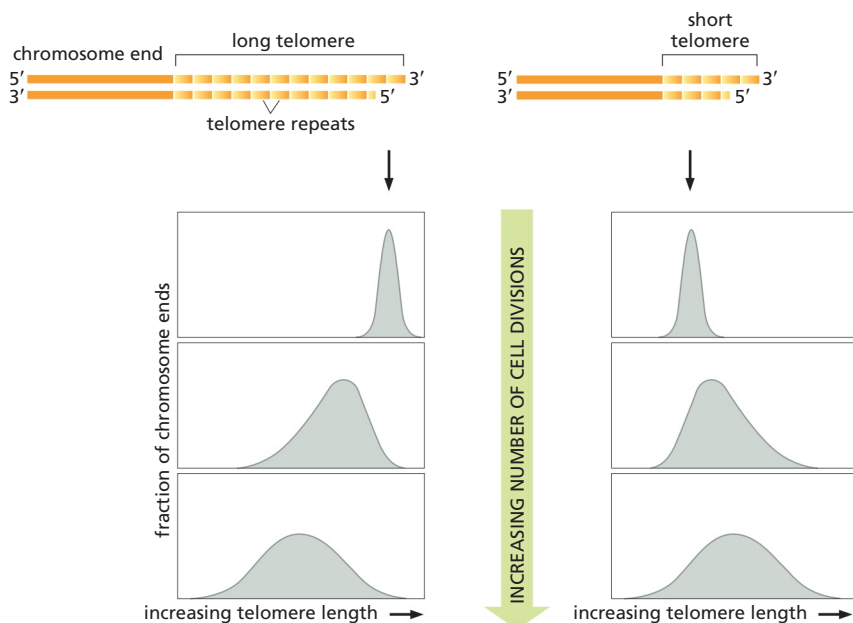 long telomere
chromosome end
5′ 3′
3′ 5′
telomere repeats
short
telomere
5′ 3′
3′ 5′
fraction of chromosome ends
INCREASING NUMBER OF CELL DIVISIONS
increasing telomere length
increasing telomere length